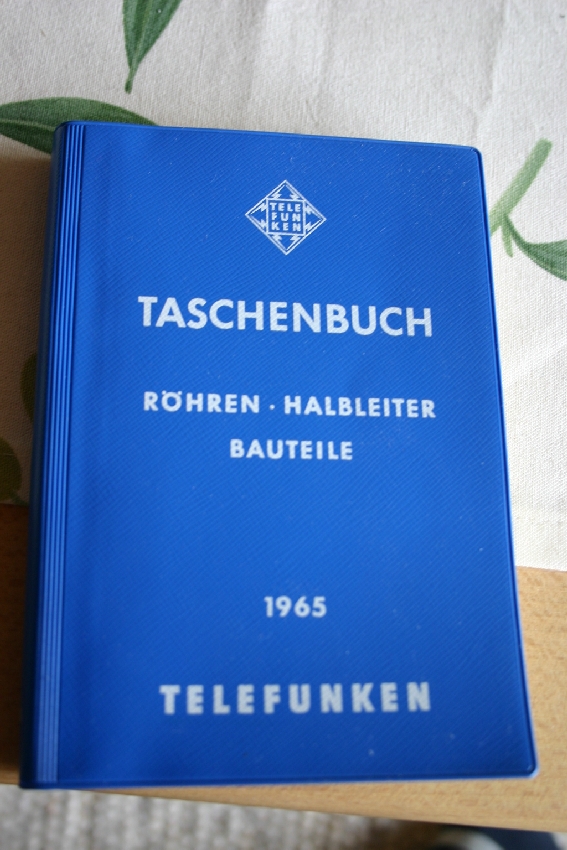 TELE
FUN
KEN
TASCHENBUCH
RÖHREN · HALBLEITER
BAUTEILE
1965
TELEFUNKEN